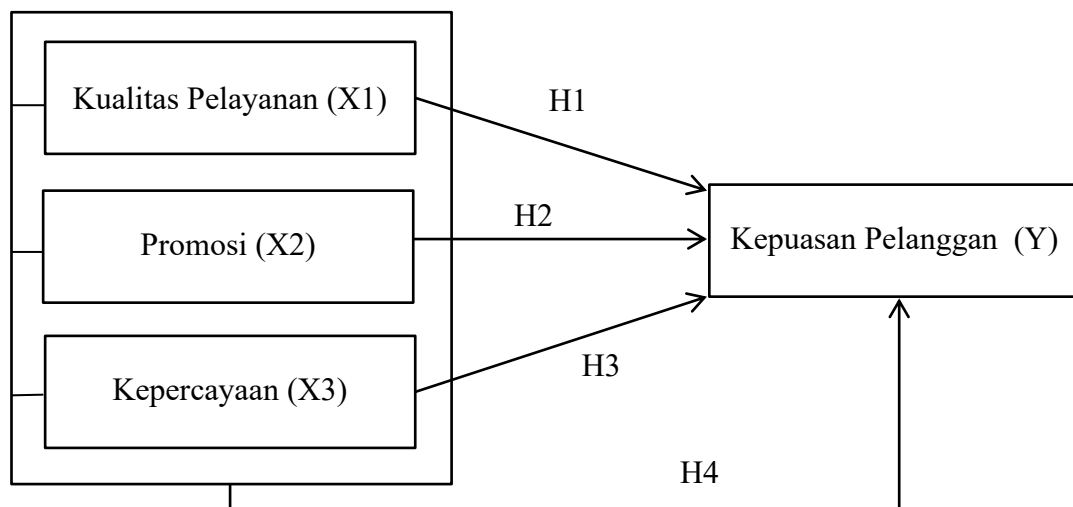 Kualitas Pelayanan (X1)
H1
Promosi (X2)
H2
Kepuasan Pelanggan (Y)
Kepercayaan (X3)
H3
H4